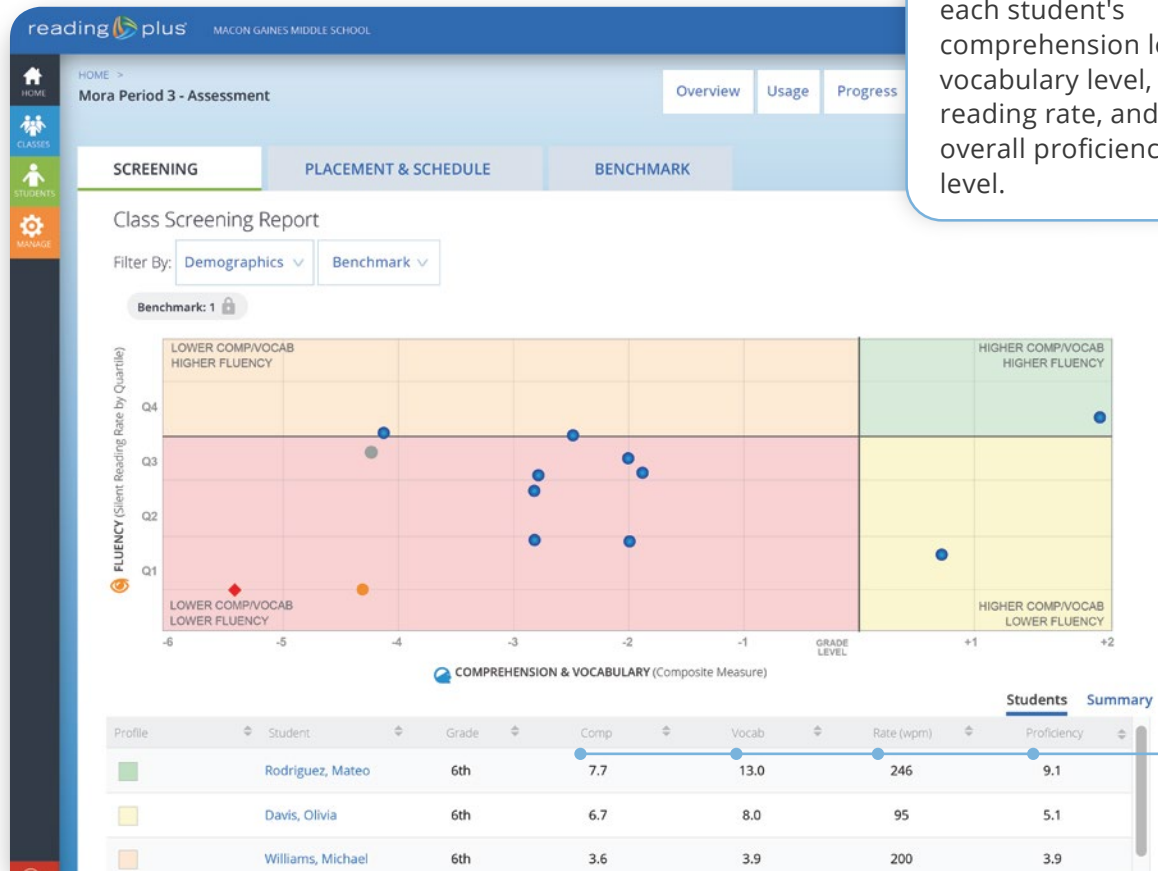 each student's
comprehension
vocabulary level,
reading rate, and
overall
level.
reading plus MACON GAINES MIDDLE SCHOOL
HOME
CLASSES
STUDENTS
MANAGE
HOME >
Mora Period 3 - Assessment
Overview Usage Progress
SCREENING PLACEMENT & SCHEDULE BENCHMARK
Class Screening Report
Filter By: Demographics Benchmark
Benchmark: 1
FLUENCY (Silent Reading Rate by Quartile)
LOWER COMP/VOCAB
HIGHER FLUENCY
HIGHER COMP/VOCAB
HIGHER FLUENCY
Q4
Q3
Q2
Q1
LOWER COMP/VOCAB
LOWER FLUENCY
HIGHER COMP/VOCAB
LOWER FLUENCY
-6 -5 -4 -3 -2 -1 GRADE LEVEL +1 +2
COMPREHENSION & VOCABULARY (Composite Measure)
Students Summary
Profile Student Grade Comp Vocab Rate (wpm) Proficiency
Rodriguez, Mateo 6th 7.7 13.0 246 9.1
Davis, Olivia 6th 6.7 8.0 95 5.1
Williams, Michael 6th 3.6 3.9 200 3.9